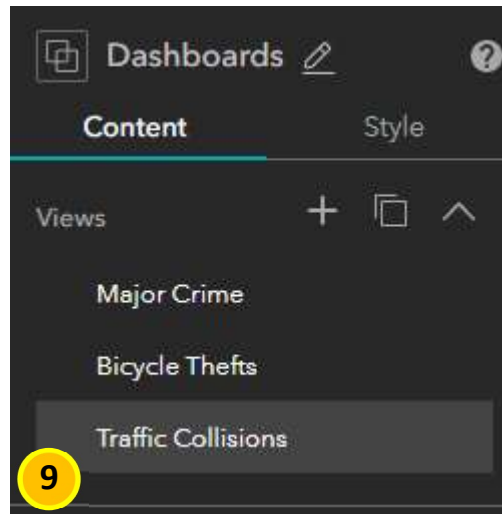 Dashboards
?
Content Style
Views
Major Crime
Bicycle Thefts
Traffic Collisions
9